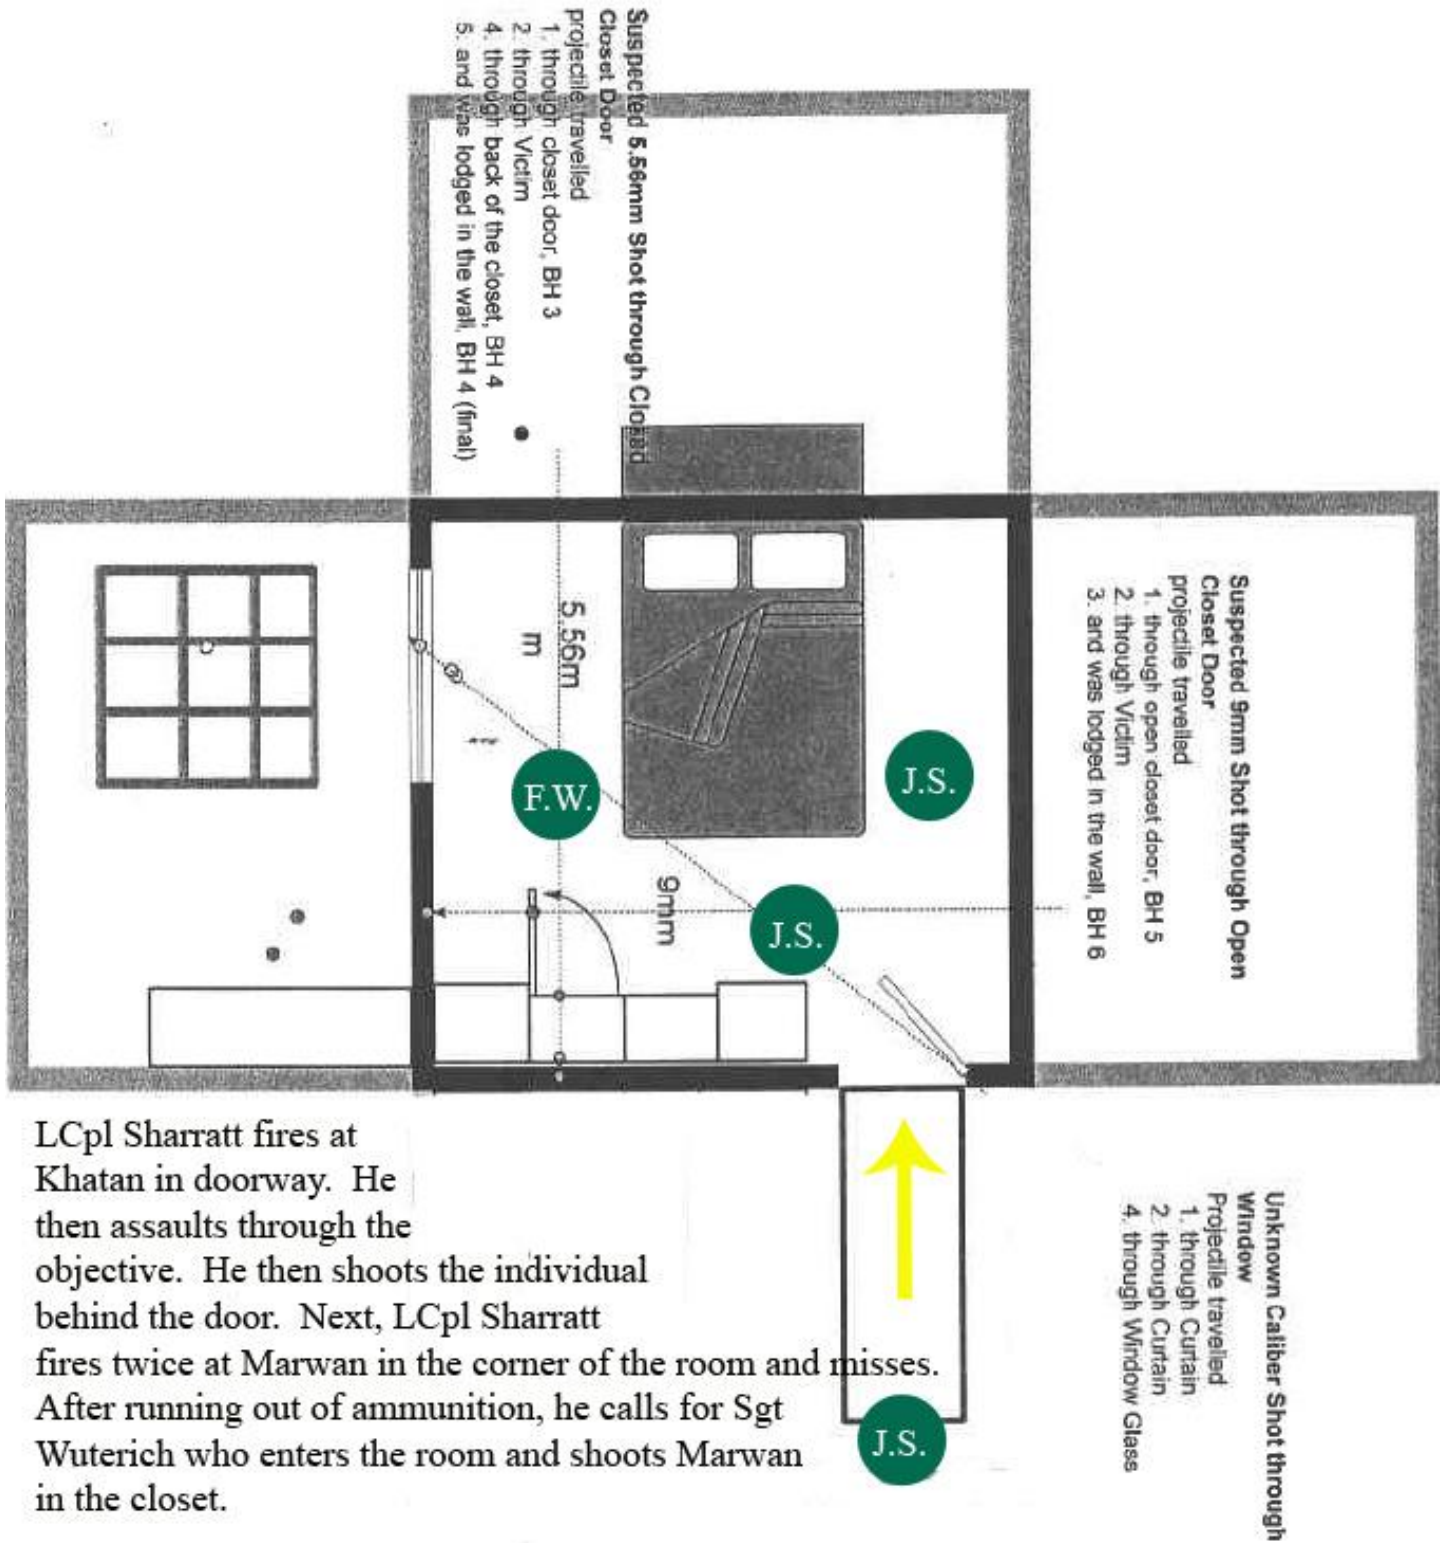 Suspected 5.56mm Shot through Closed
Closet Door
projectile travelled
1. through closet door, BH 3
2. through Victim
4. through back of the closet, BH 4
5. and was lodged in the wall, BH 4 (final)
Suspected 9mm Shot through Open
Closet Door
projectile travelled
1. through open closet door, BH 5
2. through Victim
3. and was lodged in the wall, BH 6
5.56m
m
F.W.
J.S.
9mm
J.S.
LCpl Sharratt fires at
Khatan in doorway. He
then assaults through the
objective. He then shoots the individual
behind the door. Next, LCpl Sharratt
fires twice at Marwan in the corner of the room and misses.
After running out of ammunition, he calls for Sgt
Wuterich who enters the room and shoots Marwan
in the closet.
J.S.
Unknown Caliber Shot through
Window
Projectile travelled
1. through Curtain
2. through Curtain
4. through Window Glass